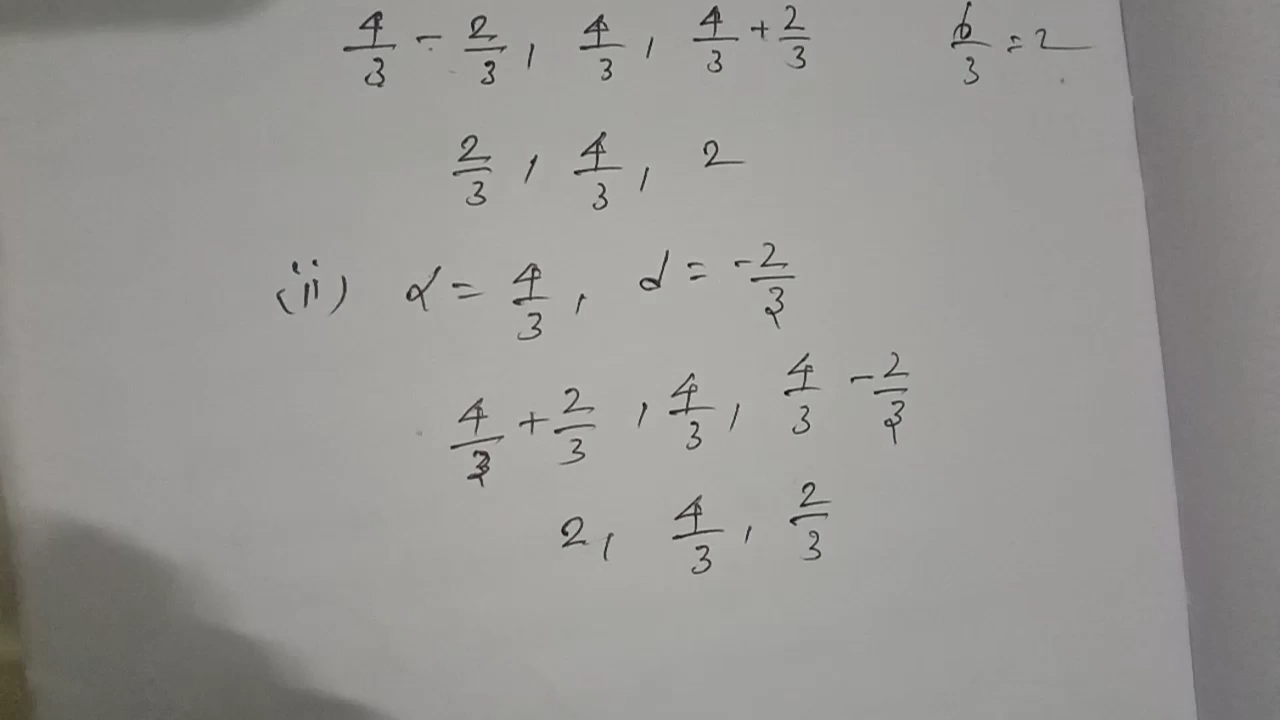 4/3 - 2/3, 4/3, 4/3 + 2/3 6/3 = 2
2/3, 4/3, 2
(ii) α = 4/3, d = -2/3
4/3 + 2/3, 4/3, 4/3 - 2/3
2, 4/3, 2/3